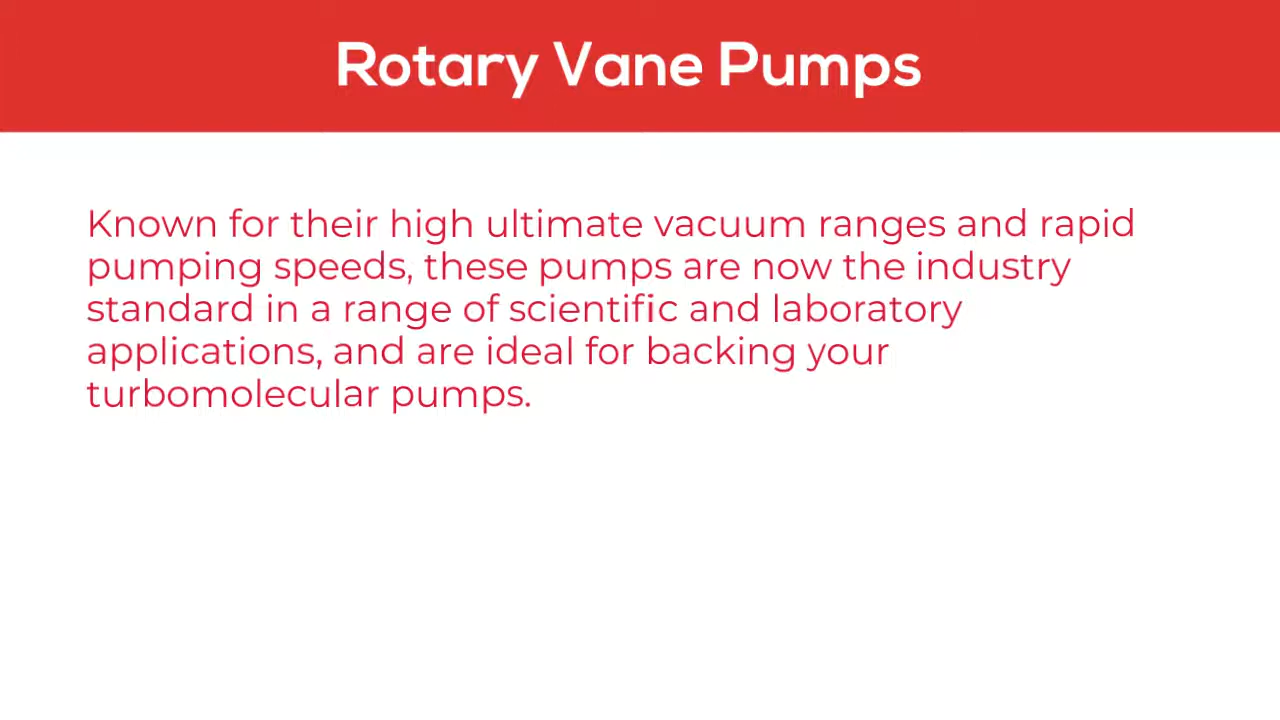 Rotary Vane Pumps
Known for their high ultimate vacuum ranges and rapid
pumping speeds, these pumps are now the industry
standard in a range of scientific and laboratory
applications, and are ideal for backing your
turbomolecular pumps.